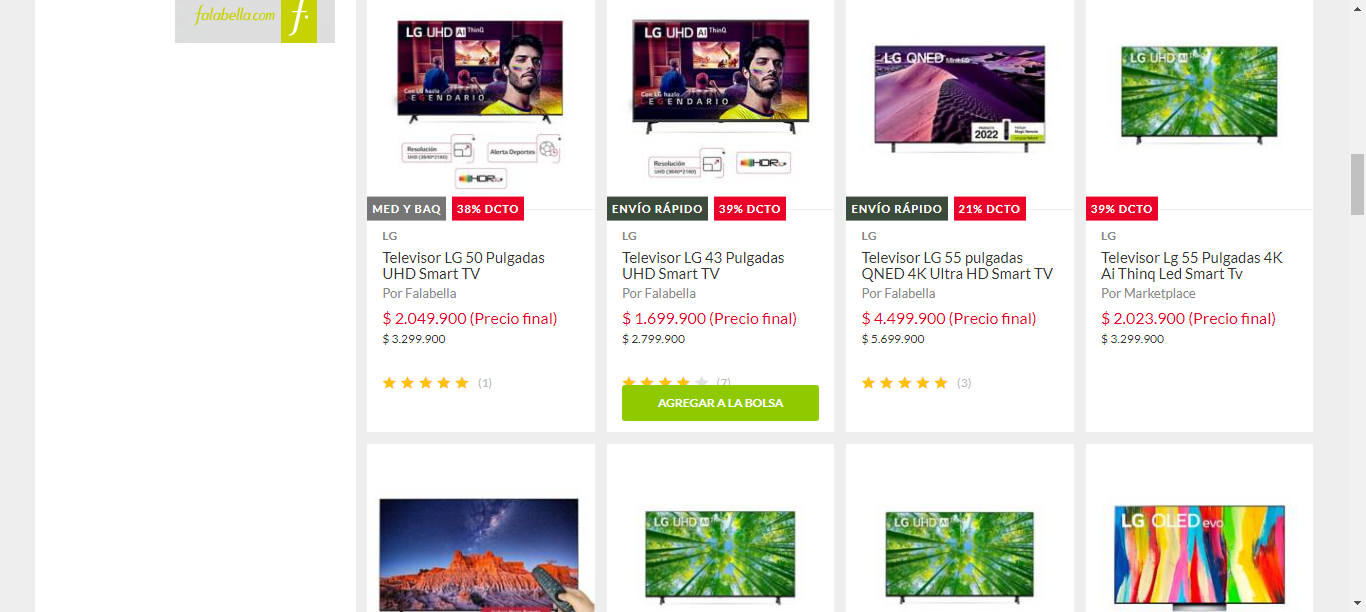 falabella.com f.
LG UHD AI ThinQ
Con LG hazlo
LEGENDARIO
Resolución
UHD (3840*2160)
Alerta Deportes
HDR
MED Y BAQ
38% DCTO
LG
Televisor LG 50 Pulgadas
UHD Smart TV
Por Falabella
$ 2.049.900 (Precio final)
$ 3.299.900
(1)
LG UHD AI ThinQ
Con LG hazlo
LEGENDARIO
Resolución
UHD (3840*2160)
HDR
ENVÍO RÁPIDO
39% DCTO
LG
Televisor LG 43 Pulgadas
UHD Smart TV
Por Falabella
$ 1.699.900 (Precio final)
$ 2.799.900
(7)
AGREGAR A LA BOLSA
LG QNED MiniLED
PRODUCTO
2022
Magic Remote
ENVÍO RÁPIDO
21% DCTO
LG
Televisor LG 55 pulgadas
QNED 4K Ultra HD Smart TV
Por Falabella
$ 4.499.900 (Precio final)
$ 5.699.900
(3)
LG UHD AI ThinQ
39% DCTO
LG
Televisor Lg 55 Pulgadas 4K
Ai Thinq Led Smart Tv
Por Marketplace
$ 2.023.900 (Precio final)
$ 3.299.900
LG UHD AI ThinQ
LG UHD AI ThinQ
LG OLED evo